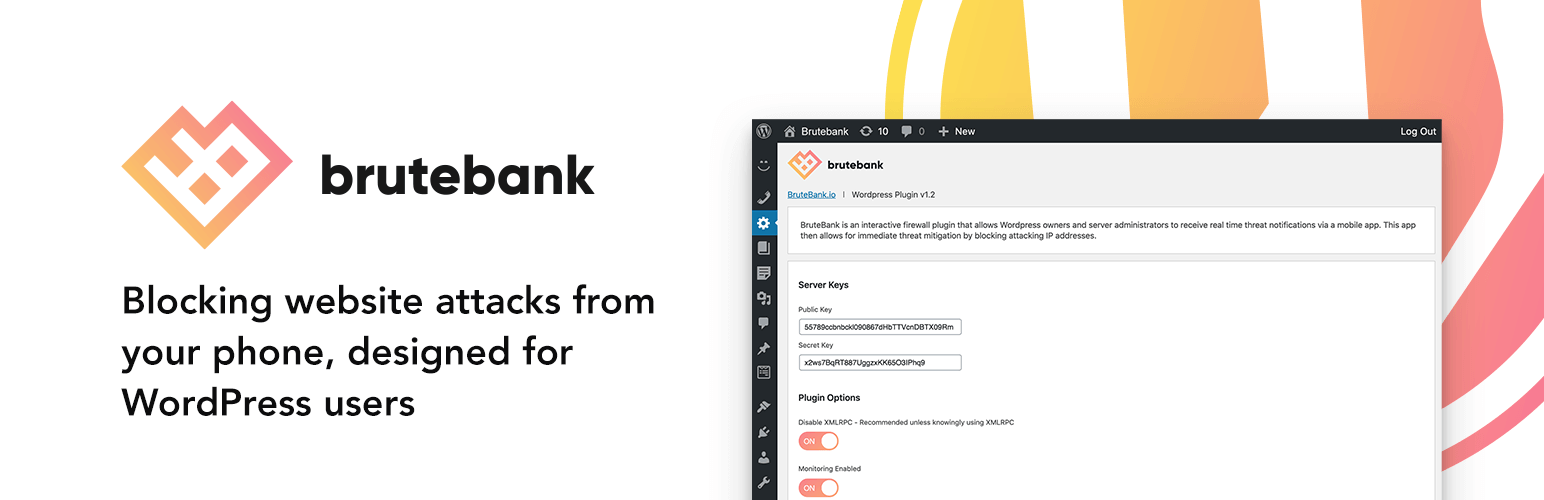 brutebank
Blocking website attacks from
your phone, designed for
WordPress users
Brutebank 10 0 New Log Out
brutebank
BruteBank.io | Wordpress Plugin v1.2
BruteBank is an interactive firewall plugin that allows Wordpress owners and server administrators to receive real time threat notifications via a mobile app. This app
then allows for immediate threat mitigation by blocking attacking IP addresses.
Server Keys
Public Key
55789ccbnbckl090867dHbTTVcnDBTX09Rm
Secret Key
x2ws7BqRT887UggzxKK65O3IPhq9
Plugin Options
Disable XMLRPC - Recommended unless knowingly using XMLRPC
ON
Monitoring Enabled
ON